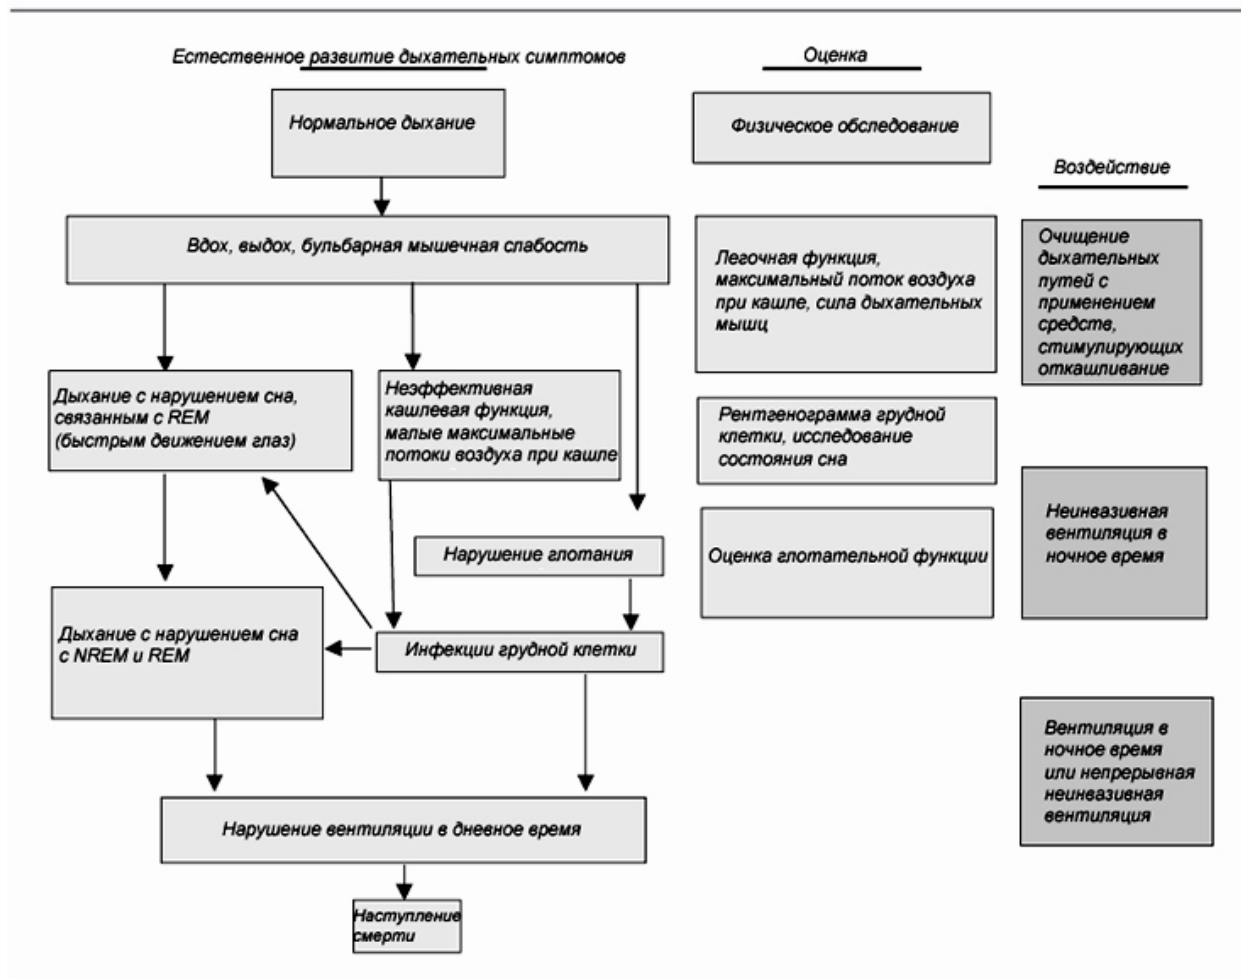 Естественное развитие дыхательных симптомов
Нормальное дыхание
Вдох, выдох, бульбарная мышечная слабость
Дыхание с нарушением сна,
связанным с REM
(быстрым движением глаз)
Неэффективная
кашлевая функция,
малые максимальные
потоки воздуха при кашле
Нарушение глотания
Дыхание с нарушением сна
с NREM и REM
Инфекции грудной клетки
Нарушение вентиляции в дневное время
Наступление
смерти
Оценка
Физическое обследование
Легочная функция,
максимальный поток воздуха
при кашле, сила дыхательных
мышц
Рентгенограмма грудной
клетки, исследование
состояния сна
Оценка глотательной функции
Воздействие
Очищение
дыхательных
путей с
применением
средств,
стимулирующих
откашливание
Неинвазивная
вентиляция в
ночное время
Вентиляция в
ночное время
или непрерывная
неинвазивная
вентиляция